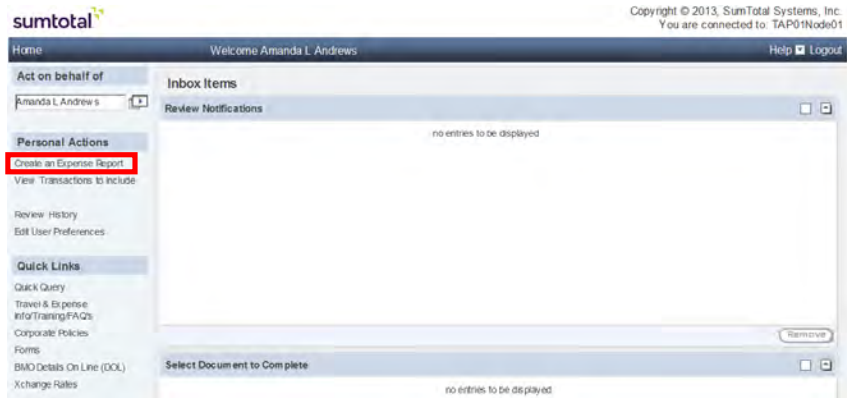 sumtotal
Copyright © 2013, SumTotal Systems, Inc.
You are connected to: TAP01Node01
Home
Welcome Amanda L Andrews
Help
Logout
Act on behalf of
Amanda L Andrews
Personal Actions
Create an Expense Report
View Transactions to Include
Review History
Edit User Preferences
Quick Links
Quick Query
Travel & Expense
Info/Training/FAQ's
Corporate Policies
Forms
BMO Details On Line (DOL)
Xchange Rates
Inbox Items
Review Notifications
no entries to be displayed
Remove
Select Document to Complete
no entries to be displayed